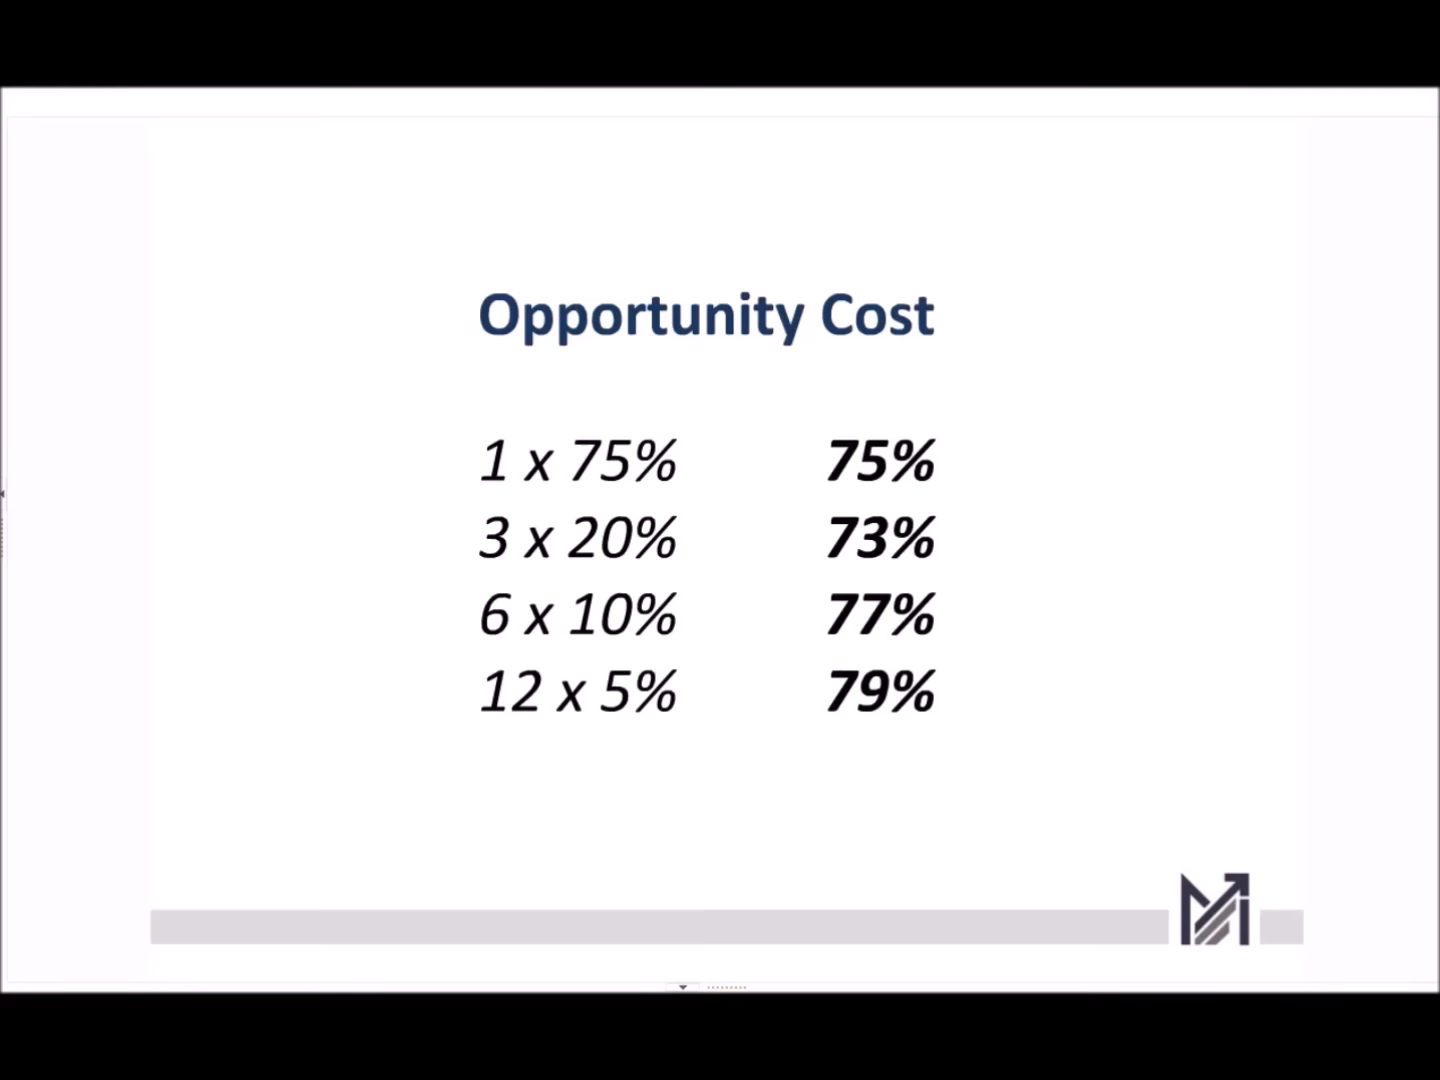 Opportunity Cost
1 x 75% 75%
3 x 20% 73%
6 x 10% 77%
12 x 5% 79%